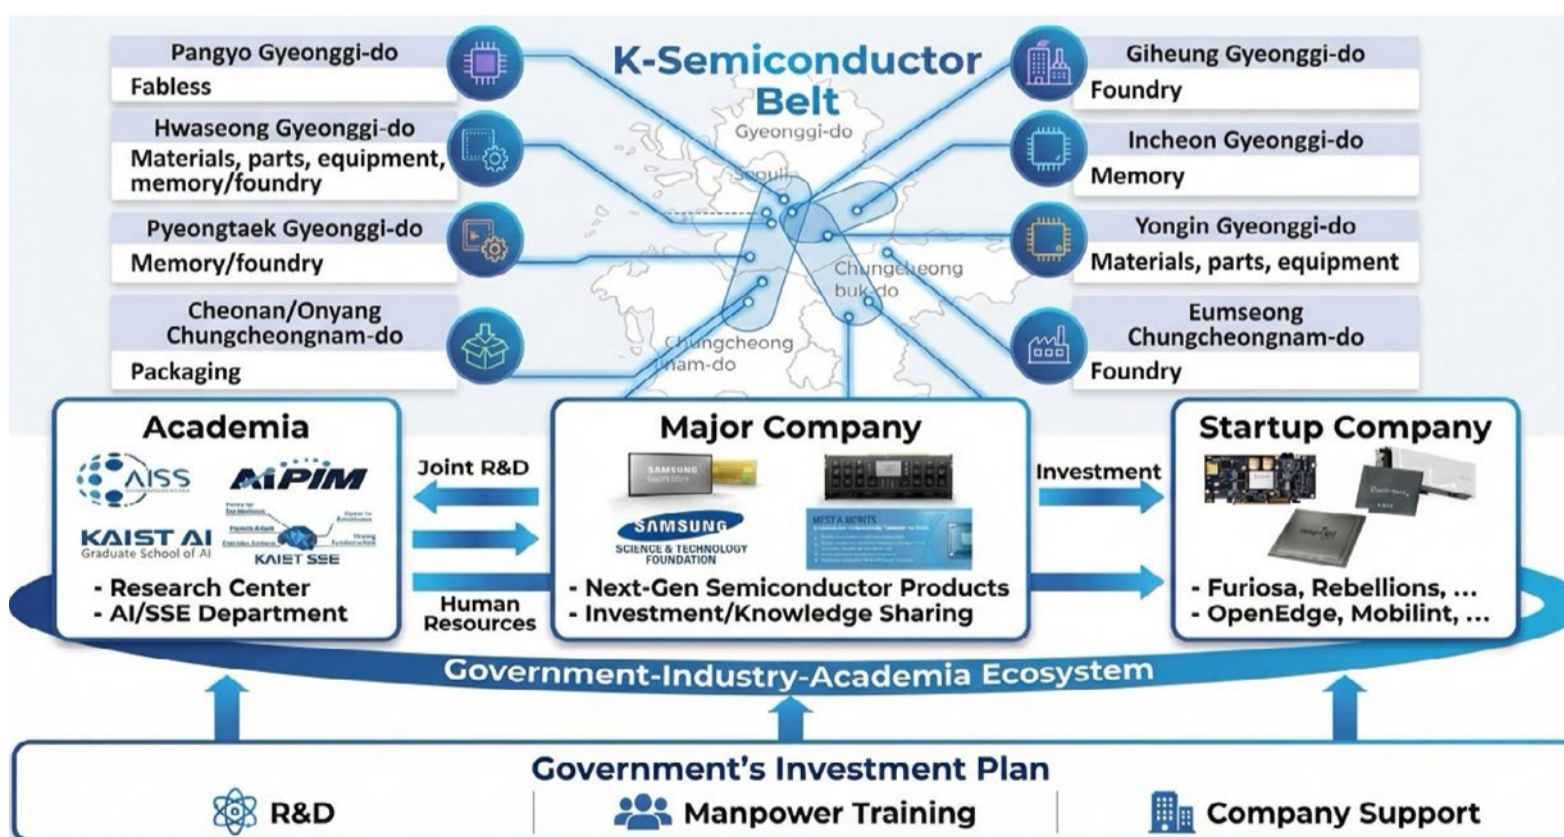 K-Semiconductor
Belt
Pangyo Gyeonggi-do
Fabless
Hwaseong Gyeonggi-do
Materials, parts, equipment,
memory/foundry
Pyeongtaek Gyeonggi-do
Memory/foundry
Cheonan/Onyang
Chungcheongnam-do
Packaging
Gyeonggi-do
Seoul
Chungcheong
buk-do
Chungcheong
nam-do
Giheung Gyeonggi-do
Foundry
Incheon Gyeonggi-do
Memory
Yongin Gyeonggi-do
Materials, parts, equipment
Eumseong
Chungcheongnam-do
Foundry
Academia
AISS
AiPIM
KAIST AI
Graduate School of AI
KAIST SSE
- Research Center
- AI/SSE Department
Joint R&D
Human
Resources
Major Company
SAMSUNG
SAMSUNG
SCIENCE & TECHNOLOGY
FOUNDATION
- Next-Gen Semiconductor Products
- Investment/Knowledge Sharing
Investment
Startup Company
- Furiosa, Rebellions, ...
- OpenEdge, Mobilint, ...
Government-Industry-Academia Ecosystem
Government's Investment Plan
R&D
Manpower Training
Company Support